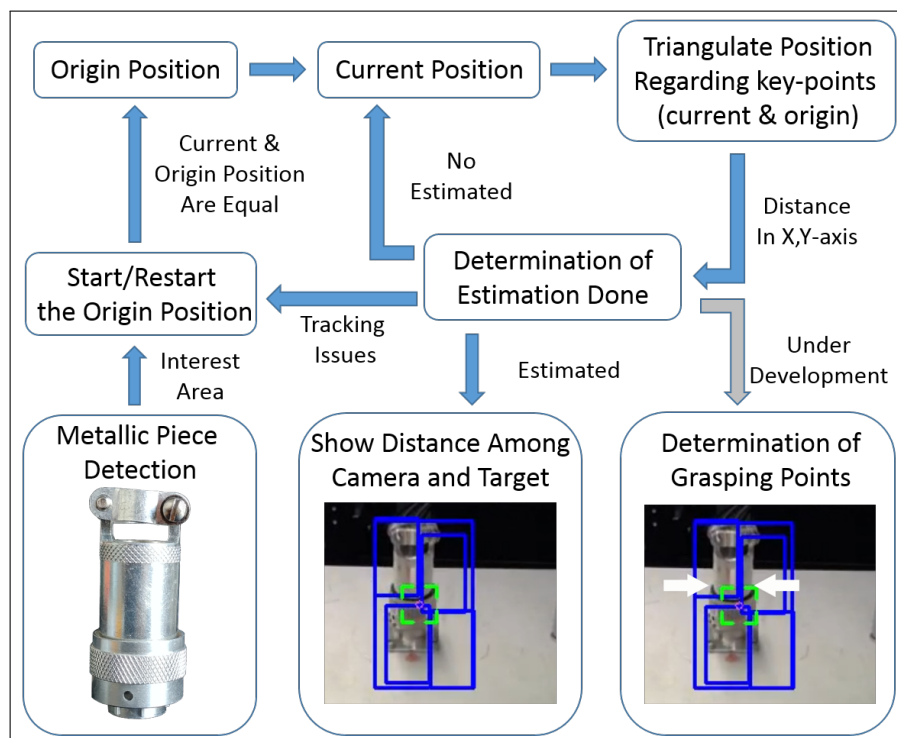 Origin Position
Current Position
Triangulate Position
Regarding key-points
(current & origin)
Current &
Origin Position
Are Equal
No
Estimated
Distance
In X,Y-axis
Start/Restart
the Origin Position
Determination of
Estimation Done
Tracking
Issues
Interest
Area
Estimated
Under
Development
Metallic Piece
Detection
Show Distance Among
Camera and Target
Determination of
Grasping Points